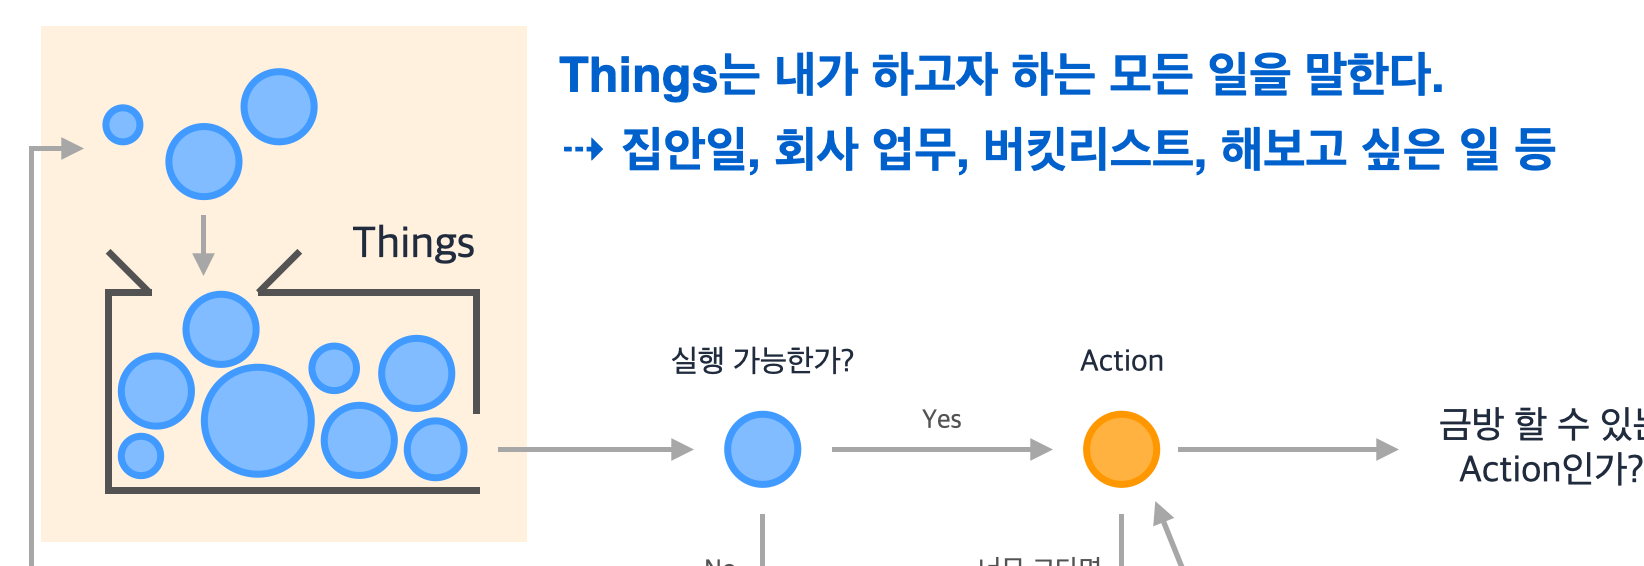 Things는 내가 하고자 하는 모든 일을 말한다.
⇢ 집안일, 회사 업무, 버킷리스트, 해보고 싶은 일 등
Things
실행 가능한가?
Action
Yes
금방 할 수 있는
Action인가?
No